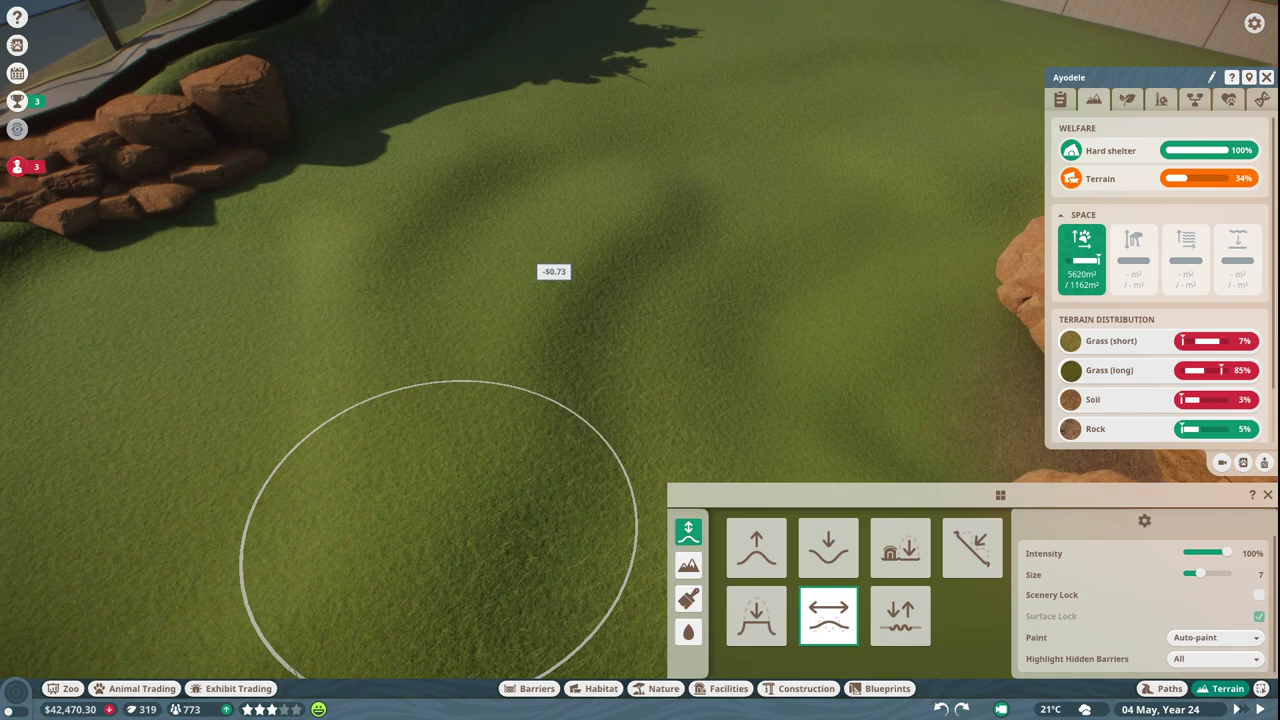 ?
3
3
-$0.73
Ayodele
?
WELFARE
Hard shelter 100%
Terrain 34%
SPACE
5620m² / 1162m²
- m² / - m²
- m² / - m²
- m² / - m²
TERRAIN DISTRIBUTION
Grass (short) 7%
Grass (long) 85%
Soil 3%
Rock 5%
?
Intensity 100%
Size 7
Scenery Lock
Surface Lock
Paint Auto-paint
Highlight Hidden Barriers All
Zoo Animal Trading Exhibit Trading Barriers Habitat Nature Facilities Construction Blueprints Paths Terrain
$42,470.30 319 773 21°C 04 May, Year 24